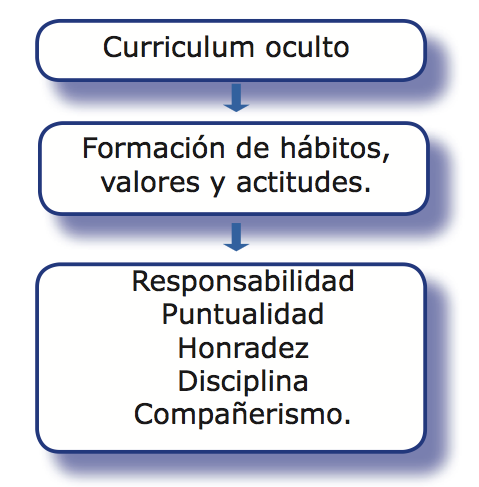 Curriculum oculto
Formación de hábitos,
valores y actitudes.
Responsabilidad
Puntualidad
Honradez
Disciplina
Compañerismo.